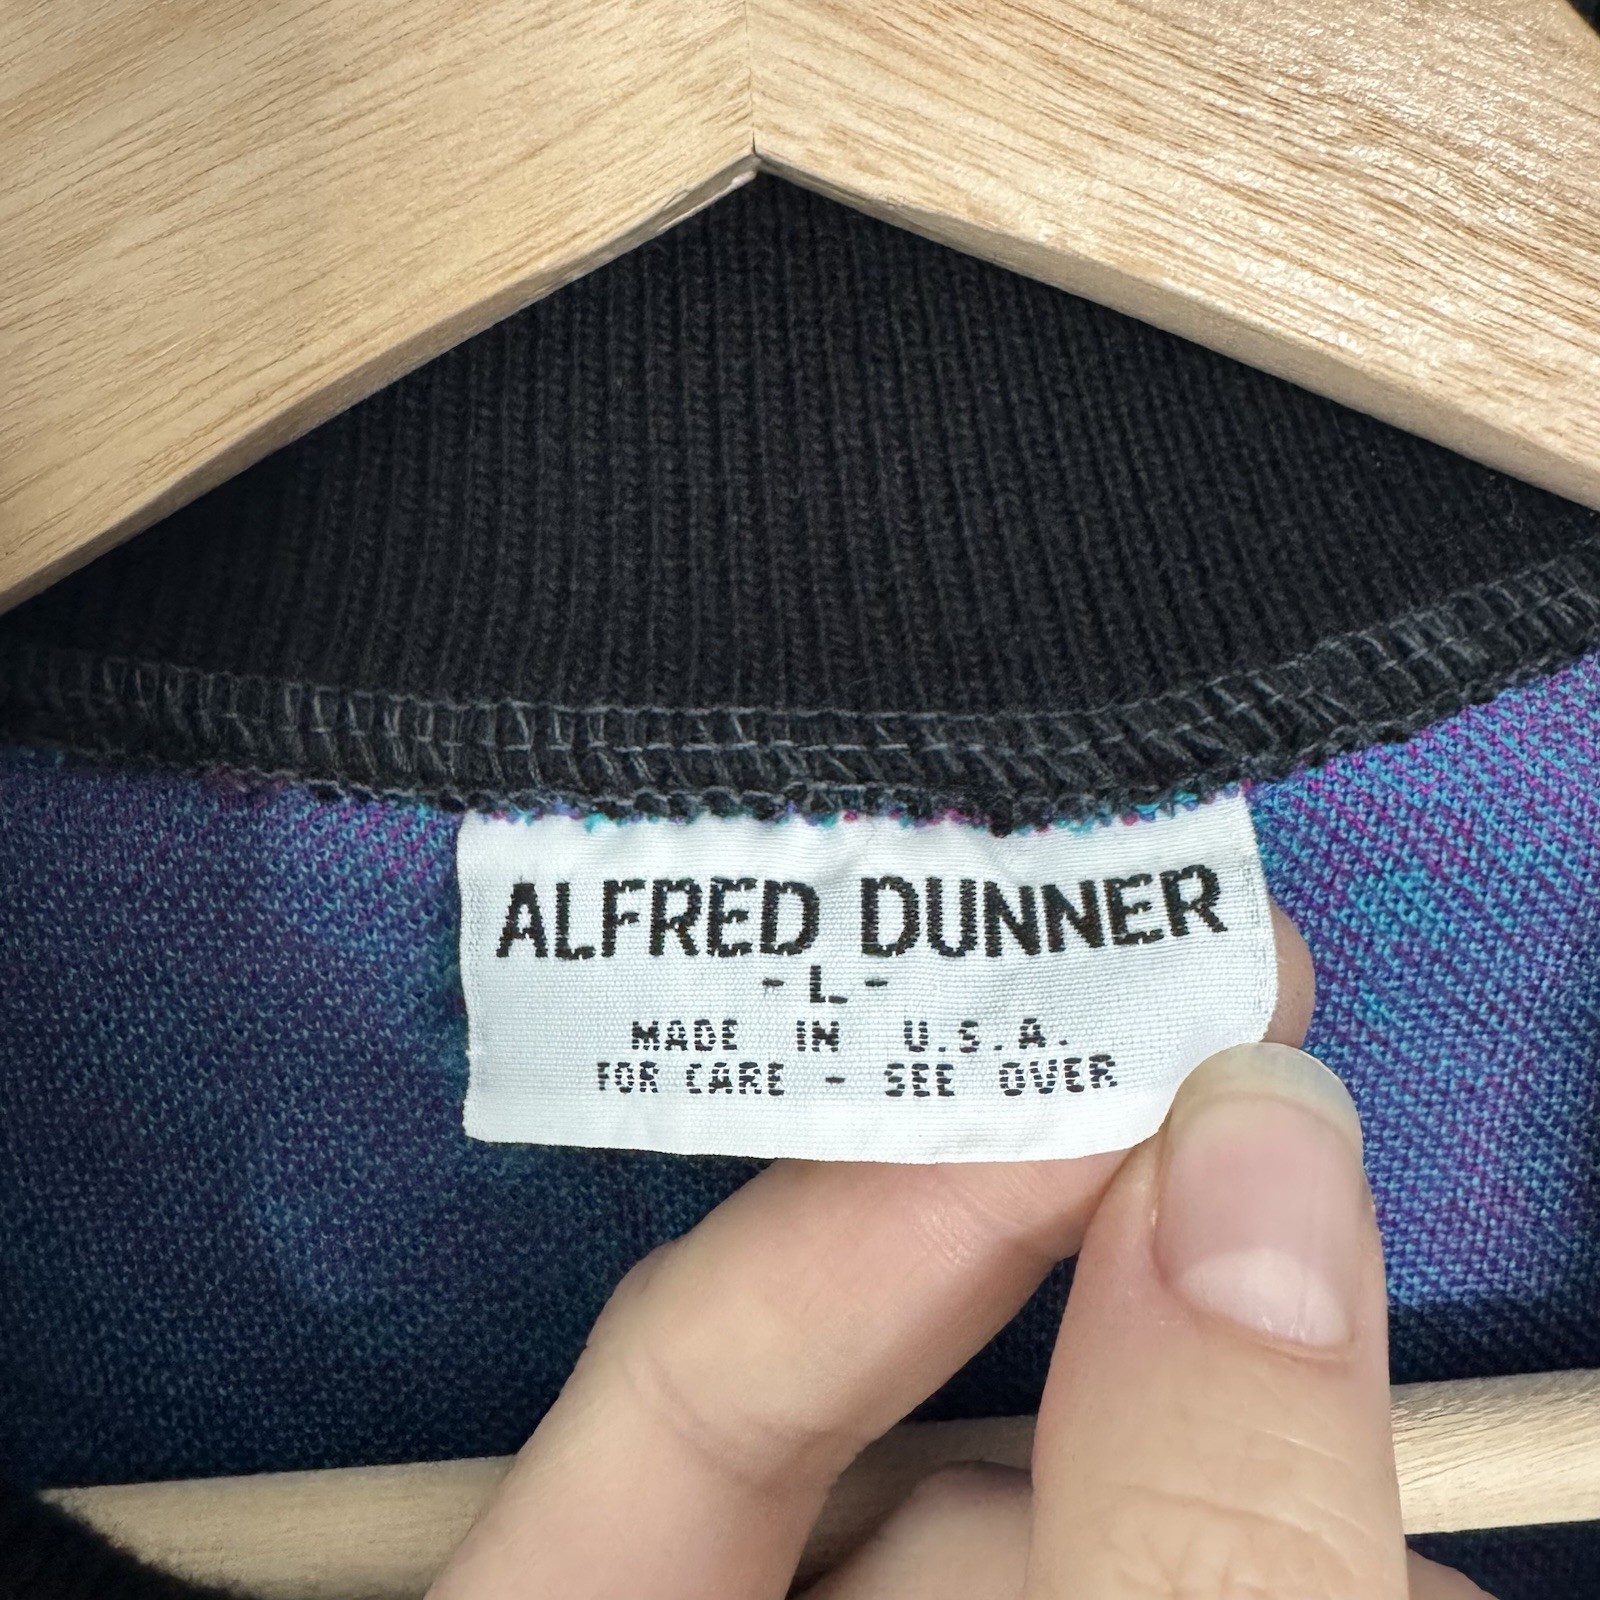 ALFRED DUNNER
- L -
MADE IN U.S.A.
FOR CARE - SEE OVER